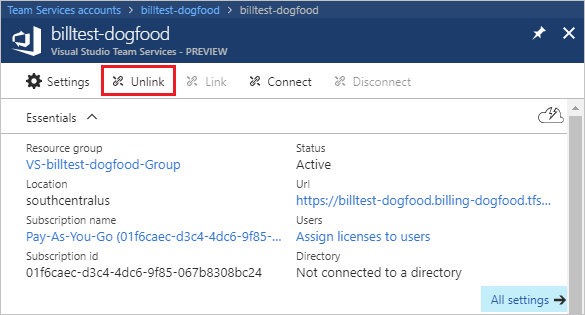 Team Services accounts > billtest-dogfood > billtest-dogfood
billtest-dogfood
Visual Studio Team Services - PREVIEW
Settings Unlink Link Connect Disconnect
Essentials
Resource group
VS-billtest-dogfood-Group
Location
southcentralus
Subscription name
Pay-As-You-Go (01f6caec-d3c4-4dc6-9f85-...
Subscription id
01f6caec-d3c4-4dc6-9f85-067b8308bc24
Status
Active
Url
https://billtest-dogfood.billing-dogfood.tfs...
Users
Assign licenses to users
Directory
Not connected to a directory
All settings →